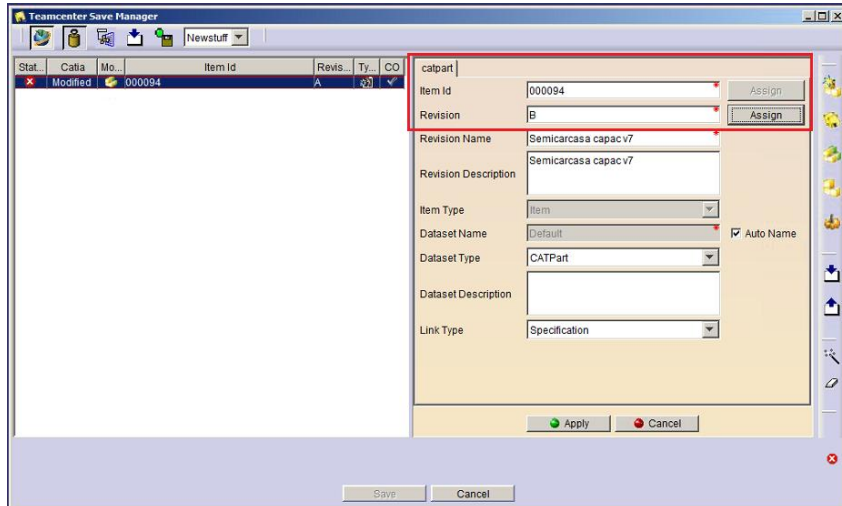 Teamcenter Save Manager
Newstuff
Stat... Catia Mo... Item Id Revis... Ty... CO
Modified 000094 A
catpart
Item Id 000094 * Assign
Revision B * Assign
Revision Name Semicarcasa capac v7 *
Revision Description Semicarcasa capac v7
Item Type Item
Dataset Name Default * Auto Name
Dataset Type CATPart
Dataset Description
Link Type Specification
Apply Cancel
Save Cancel